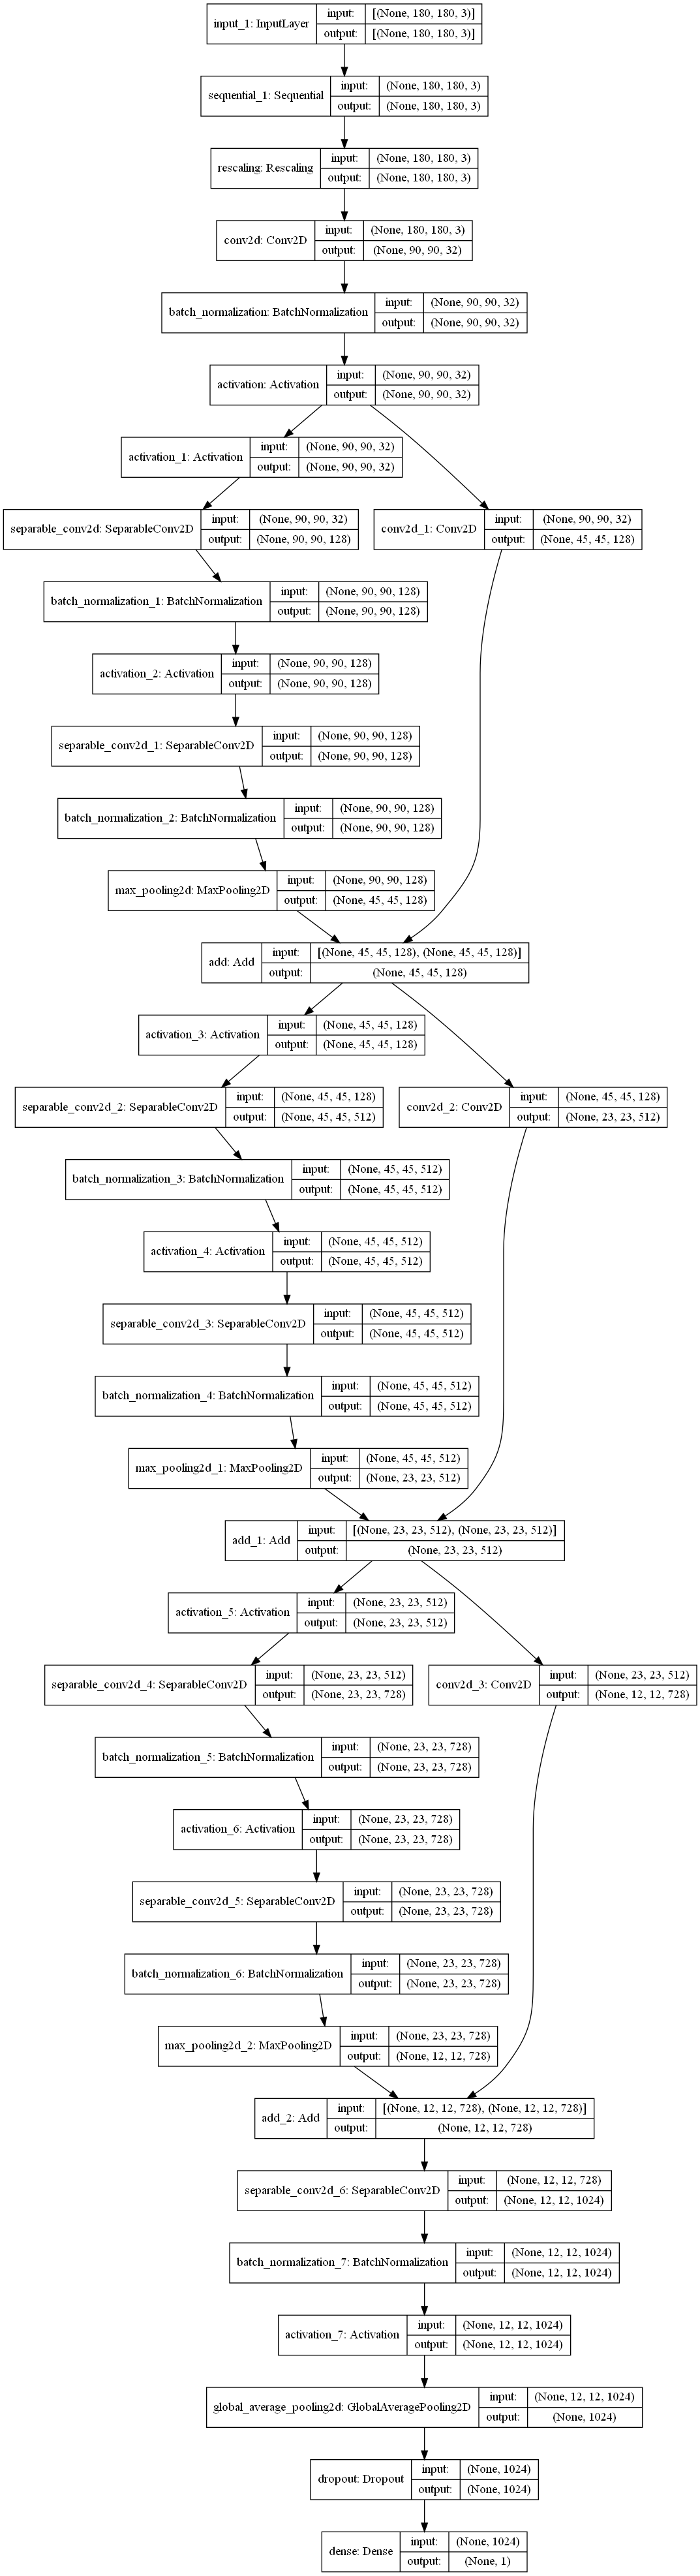 input_1: InputLayer
input: [(None, 180, 180, 3)]
output: [(None, 180, 180, 3)]
sequential_1: Sequential
input: (None, 180, 180, 3)
output: (None, 180, 180, 3)
rescaling: Rescaling
input: (None, 180, 180, 3)
output: (None, 180, 180, 3)
conv2d: Conv2D
input: (None, 180, 180, 3)
output: (None, 90, 90, 32)
batch_normalization: BatchNormalization
input: (None, 90, 90, 32)
output: (None, 90, 90, 32)
activation: Activation
input: (None, 90, 90, 32)
output: (None, 90, 90, 32)
activation_1: Activation
input: (None, 90, 90, 32)
output: (None, 90, 90, 32)
separable_conv2d: SeparableConv2D
input: (None, 90, 90, 32)
output: (None, 90, 90, 128)
conv2d_1: Conv2D
input: (None, 90, 90, 32)
output: (None, 45, 45, 128)
batch_normalization_1: BatchNormalization
input: (None, 90, 90, 128)
output: (None, 90, 90, 128)
activation_2: Activation
input: (None, 90, 90, 128)
output: (None, 90, 90, 128)
separable_conv2d_1: SeparableConv2D
input: (None, 90, 90, 128)
output: (None, 90, 90, 128)
batch_normalization_2: BatchNormalization
input: (None, 90, 90, 128)
output: (None, 90, 90, 128)
max_pooling2d: MaxPooling2D
input: (None, 90, 90, 128)
output: (None, 45, 45, 128)
add: Add
input: [(None, 45, 45, 128), (None, 45, 45, 128)]
output: (None, 45, 45, 128)
activation_3: Activation
input: (None, 45, 45, 128)
output: (None, 45, 45, 128)
separable_conv2d_2: SeparableConv2D
input: (None, 45, 45, 128)
output: (None, 45, 45, 512)
conv2d_2: Conv2D
input: (None, 45, 45, 128)
output: (None, 23, 23, 512)
batch_normalization_3: BatchNormalization
input: (None, 45, 45, 512)
output: (None, 45, 45, 512)
activation_4: Activation
input: (None, 45, 45, 512)
output: (None, 45, 45, 512)
separable_conv2d_3: SeparableConv2D
input: (None, 45, 45, 512)
output: (None, 45, 45, 512)
batch_normalization_4: BatchNormalization
input: (None, 45, 45, 512)
output: (None, 45, 45, 512)
max_pooling2d_1: MaxPooling2D
input: (None, 45, 45, 512)
output: (None, 23, 23, 512)
add_1: Add
input: [(None, 23, 23, 512), (None, 23, 23, 512)]
output: (None, 23, 23, 512)
activation_5: Activation
input: (None, 23, 23, 512)
output: (None, 23, 23, 512)
separable_conv2d_4: SeparableConv2D
input: (None, 23, 23, 512)
output: (None, 23, 23, 728)
conv2d_3: Conv2D
input: (None, 23, 23, 512)
output: (None, 12, 12, 728)
batch_normalization_5: BatchNormalization
input: (None, 23, 23, 728)
output: (None, 23, 23, 728)
activation_6: Activation
input: (None, 23, 23, 728)
output: (None, 23, 23, 728)
separable_conv2d_5: SeparableConv2D
input: (None, 23, 23, 728)
output: (None, 23, 23, 728)
batch_normalization_6: BatchNormalization
input: (None, 23, 23, 728)
output: (None, 23, 23, 728)
max_pooling2d_2: MaxPooling2D
input: (None, 23, 23, 728)
output: (None, 12, 12, 728)
add_2: Add
input: [(None, 12, 12, 728), (None, 12, 12, 728)]
output: (None, 12, 12, 728)
separable_conv2d_6: SeparableConv2D
input: (None, 12, 12, 728)
output: (None, 12, 12, 1024)
batch_normalization_7: BatchNormalization
input: (None, 12, 12, 1024)
output: (None, 12, 12, 1024)
activation_7: Activation
input: (None, 12, 12, 1024)
output: (None, 12, 12, 1024)
global_average_pooling2d: GlobalAveragePooling2D
input: (None, 12, 12, 1024)
output: (None, 1024)
dropout: Dropout
input: (None, 1024)
output: (None, 1024)
dense: Dense
input: (None, 1024)
output: (None, 1)